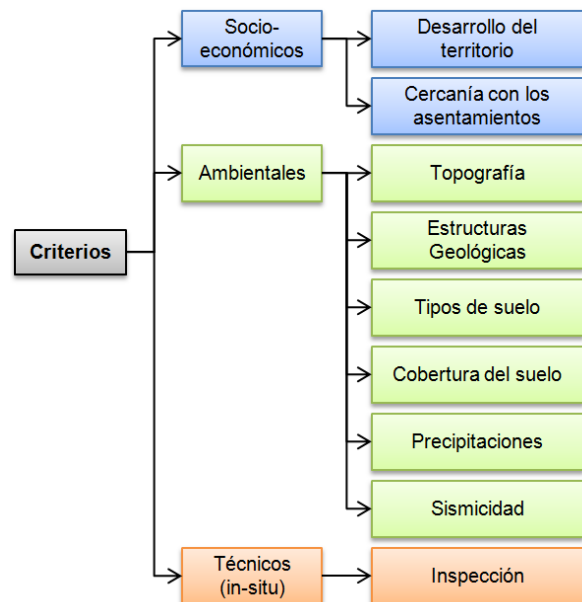 Socio-
económicos
Desarrollo del
territorio
Cercanía con los
asentamientos
Ambientales
Topografía
Estructuras
Geológicas
Criterios
Tipos de suelo
Cobertura del suelo
Precipitaciones
Sismicidad
Técnicos
(in-situ)
Inspección